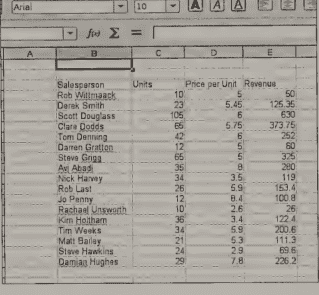 Arial 10 A A A
f(x) Σ =
A B C D E
Salesperson Units Price per Unit Revenue
Rob Wittmaack 10 5 50
Derek Smith 23 5.45 125.35
Scott Douglass 105 6 630
Clare Dodds 65 5.75 373.75
Tom Denning 42 6 252
Darren Gratton 12 5 60
Steve Grigg 65 5 325
Avi Abadi 35 8 280
Nick Harvey 34 3.5 119
Rob Last 26 5.9 153.4
Jo Penny 12 8.4 100.8
Rachael Unsworth 10 2.6 26
Kim Holtham 36 3.4 122.4
Tim Weeks 34 5.9 200.6
Matt Bailey 21 5.3 111.3
Steve Hawkins 24 2.9 69.6
Damian Hughes 29 7.8 226.2